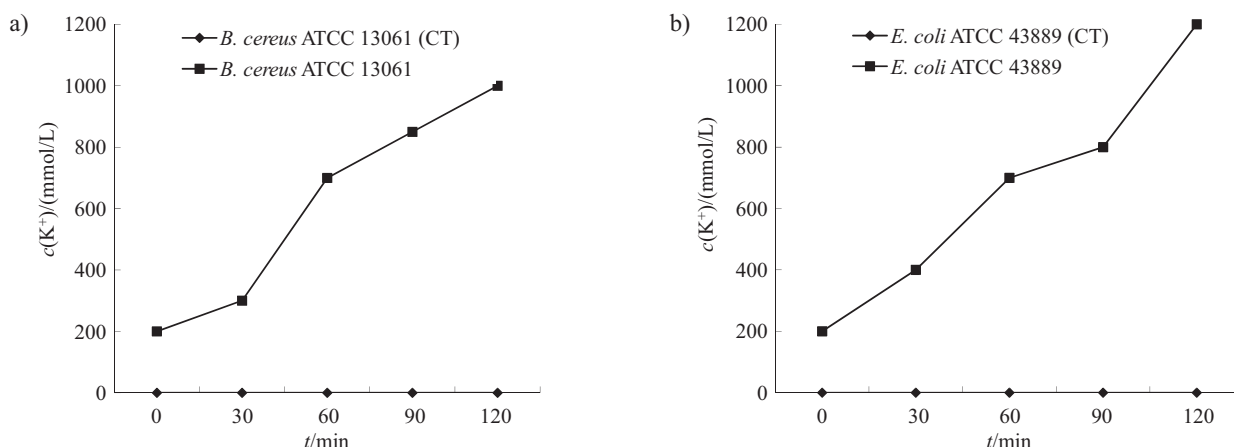 a)
B. cereus ATCC 13061 (CT)
B. cereus ATCC 13061
1200
1000
800
600
400
200
0
c(K⁺)/(mmol/L)
0 30 60 90 120
t/min
b)
E. coli ATCC 43889 (CT)
E. coli ATCC 43889
1200
1000
800
600
400
200
0
c(K⁺)/(mmol/L)
0 30 60 90 120
t/min